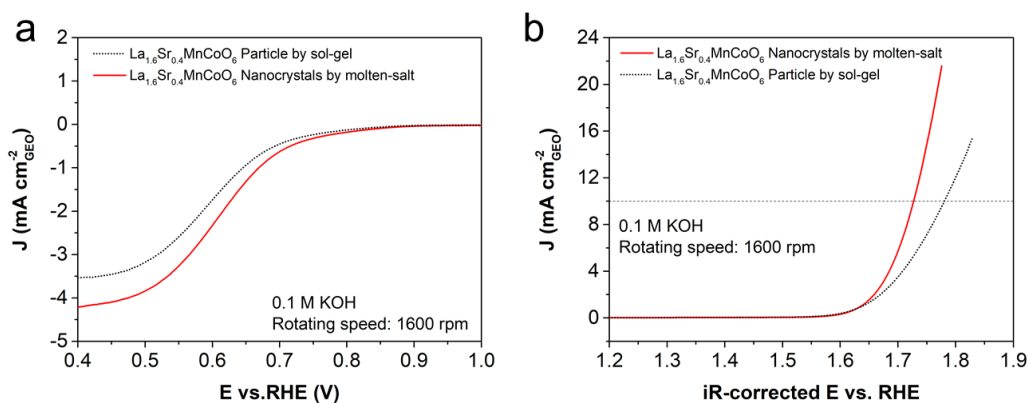 a
2
1
0
-1
-2
-3
-4
-5
J (mA cm-2GEO)
La1.6Sr0.4MnCoO6 Particle by sol-gel
La1.6Sr0.4MnCoO6 Nanocrystals by molten-salt
0.1 M KOH
Rotating speed: 1600 rpm
0.4 0.5 0.6 0.7 0.8 0.9 1.0
E vs.RHE (V)
b
24
20
16
12
8
4
0
J (mA cm-2GEO)
La1.6Sr0.4MnCoO6 Nanocrystals by molten-salt
La1.6Sr0.4MnCoO6 Particle by sol-gel
0.1 M KOH
Rotating speed: 1600 rpm
1.2 1.3 1.4 1.5 1.6 1.7 1.8 1.9
iR-corrected E vs. RHE